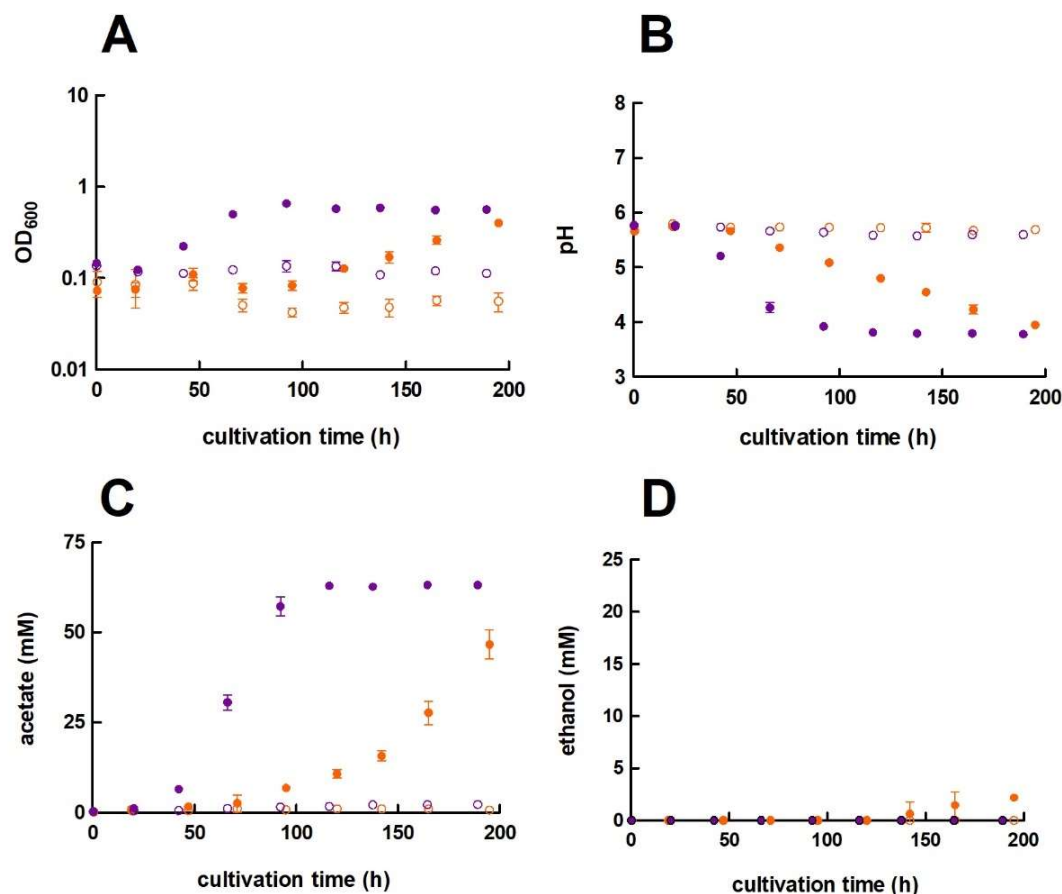 A
10
1
0.1
0.01
OD600
0 50 100 150 200
cultivation time (h)
B
8
7
6
5
4
3
pH
0 50 100 150 200
cultivation time (h)
C
75
50
25
0
acetate (mM)
0 50 100 150 200
cultivation time (h)
D
25
20
15
10
5
0
ethanol (mM)
0 50 100 150 200
cultivation time (h)